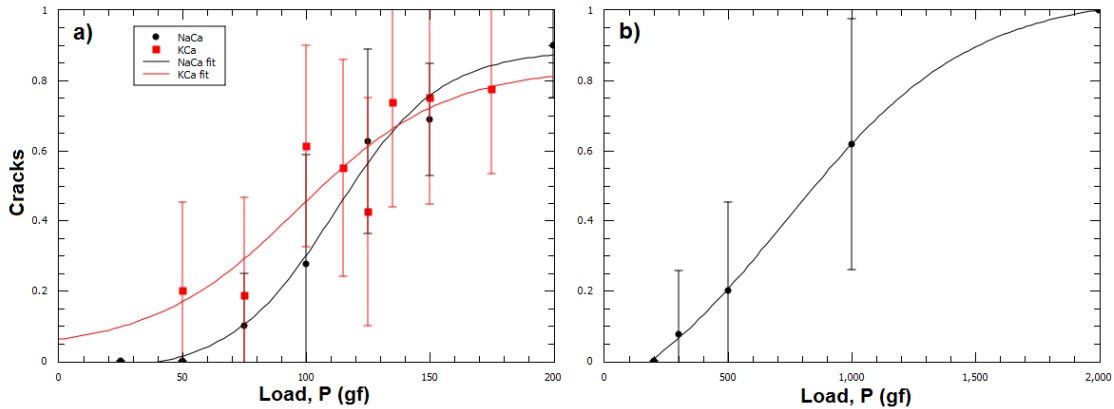 a)
NaCa
KCa
NaCa fit
KCa fit
Cracks
1
0.8
0.6
0.4
0.2
0
0 50 100 150 200
Load, P (gf)
b)
1
0.8
0.6
0.4
0.2
0
0 500 1,000 1,500 2,000
Load, P (gf)